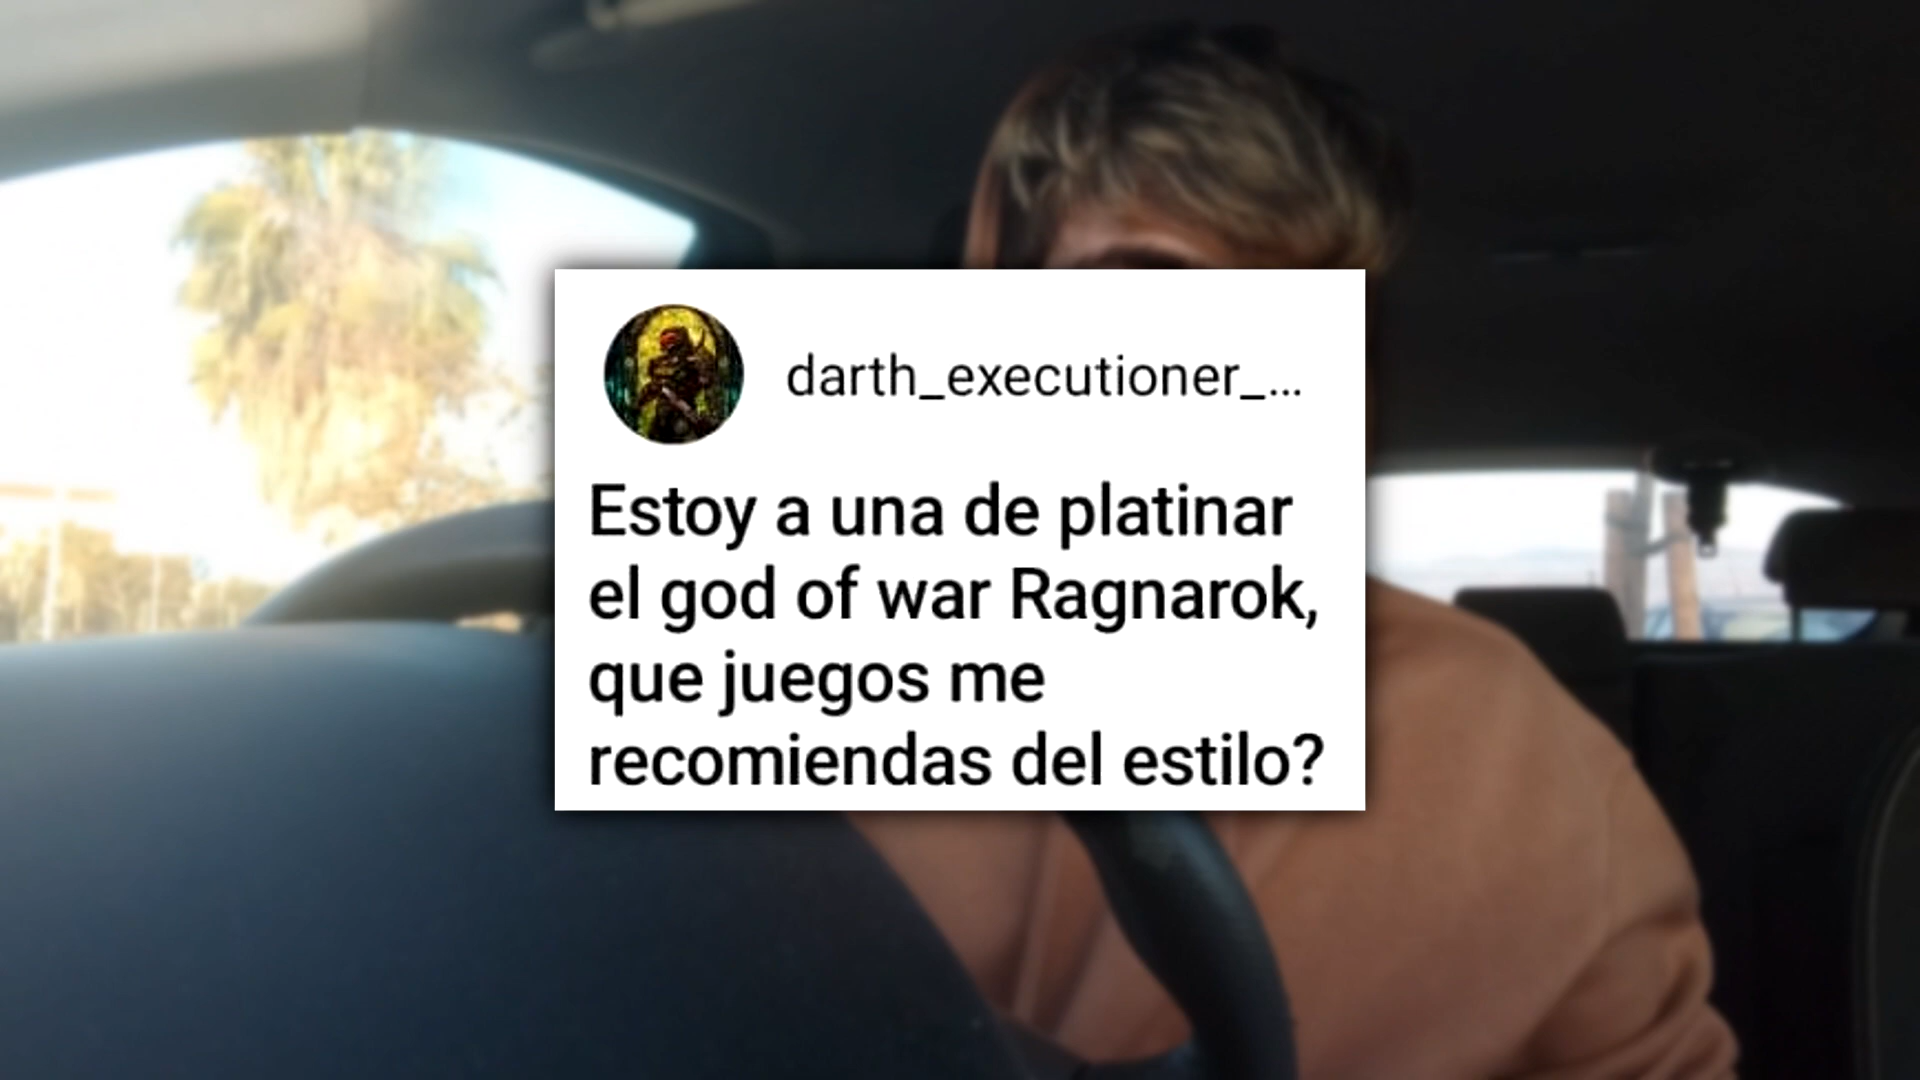 darth_executioner_...
Estoy a una de platinar
el god of war Ragnarok,
que juegos me
recomiendas del estilo?